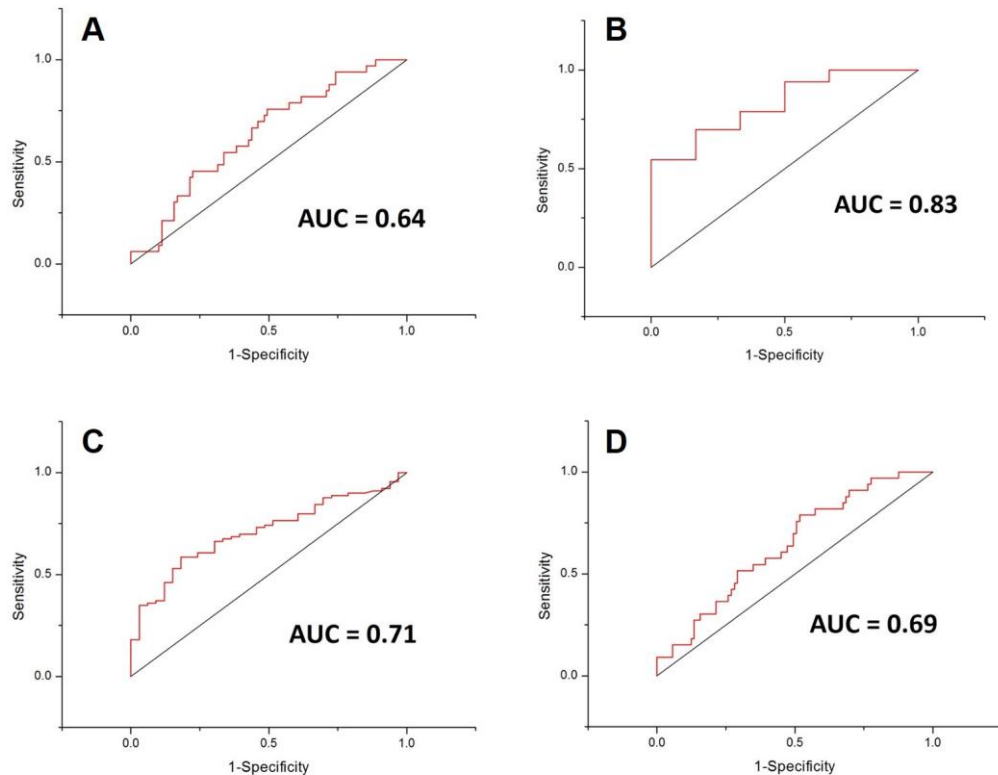 A
1.0
0.5
0.0
Sensitivity
AUC = 0.64
0.0 0.5 1.0
1-Specificity
B
1.0
0.5
0.0
Sensitivity
AUC = 0.83
0.0 0.5 1.0
1-Specificity
C
1.0
0.5
0.0
Sensitivity
AUC = 0.71
0.0 0.5 1.0
1-Specificity
D
1.0
0.5
0.0
Sensitivity
AUC = 0.69
0.0 0.5 1.0
1-Specificity